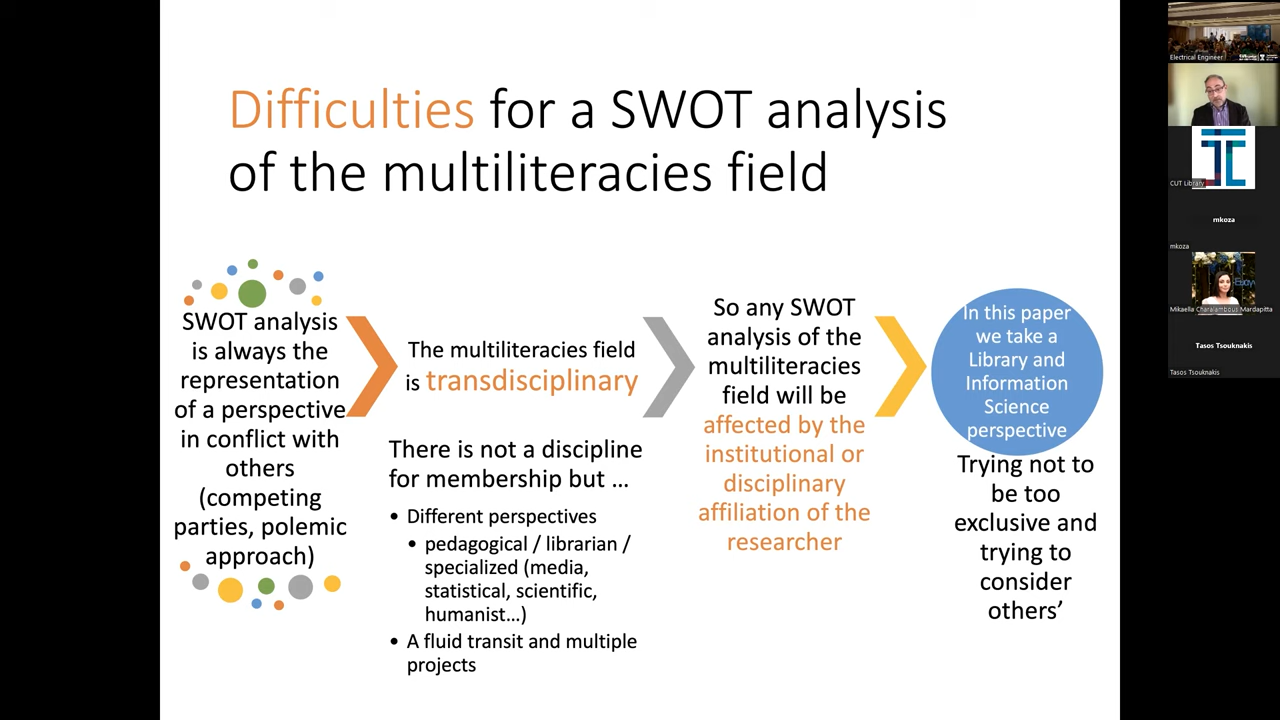 Difficulties for a SWOT analysis
of the multiliteracies field
SWOT analysis
is always the
representation
of a perspective
in conflict with
others
(competing
parties, polemic
approach)
The multiliteracies field
is transdisciplinary
There is not a discipline
for membership but ...
• Different perspectives
• pedagogical / librarian /
specialized (media,
statistical, scientific,
humanist...)
• A fluid transit and multiple
projects
So any SWOT
analysis of the
multiliteracies
field will be
affected by the
institutional or
disciplinary
affiliation of the
researcher
In this paper
we take a
Library and
Information
Science
perspective
Trying not to
be too
exclusive and
trying to
consider
others’
Electrical Engineer
CUT Library
mkoza
mkoza
Mikaella Charalambous Mardapitta
Tasos Tsouknakis
Tasos Tsouknakis